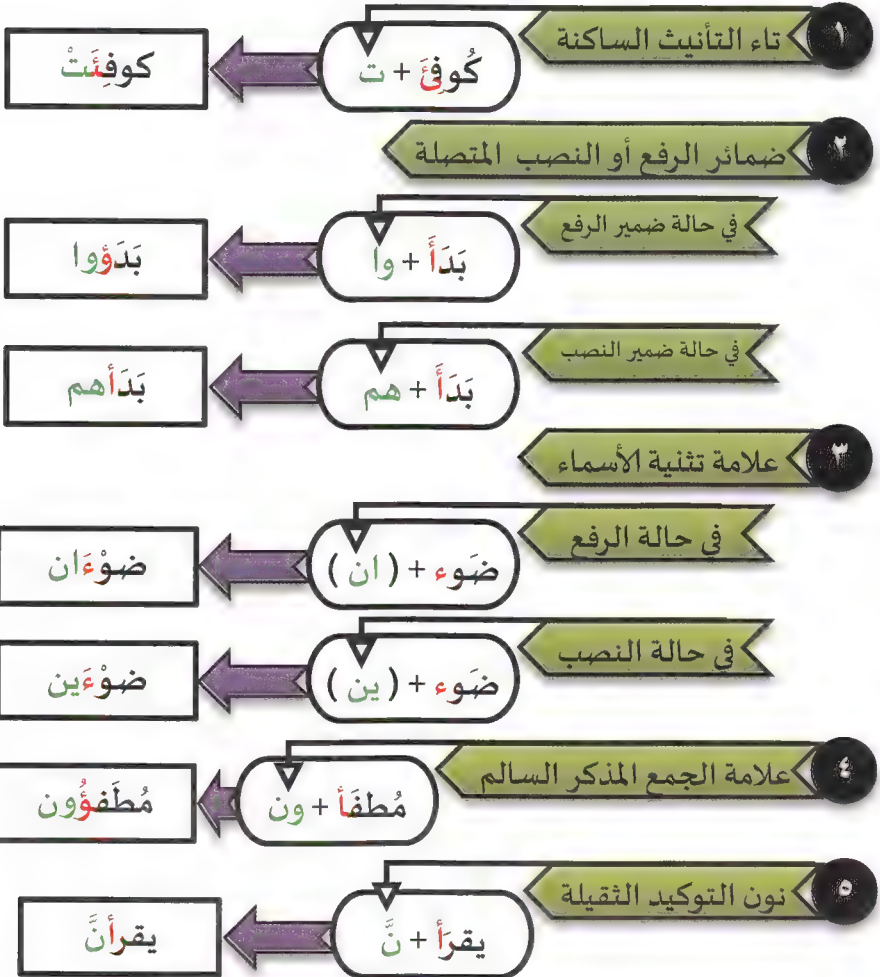 ١ تاء التأنيث الساكنة كُوفِئَ + ت كوفِئَتْ
٢ ضمائر الرفع أو النصب المتصلة
في حالة ضمير الرفع بَدَأَ + وا بَدَؤوا
في حالة ضمير النصب بَدَأَ + هم بَدَأهم
٣ علامة تثنية الأسماء
في حالة الرفع ضَوء + ( ان ) ضوْءَان
في حالة النصب ضَوء + ( ين ) ضوْءَين
٤ علامة الجمع المذكر السالم مُطفَأ + ون مُطَفؤُون
٥ نون التوكيد الثقيلة يقرَأ + نَّ يقرأنَّ